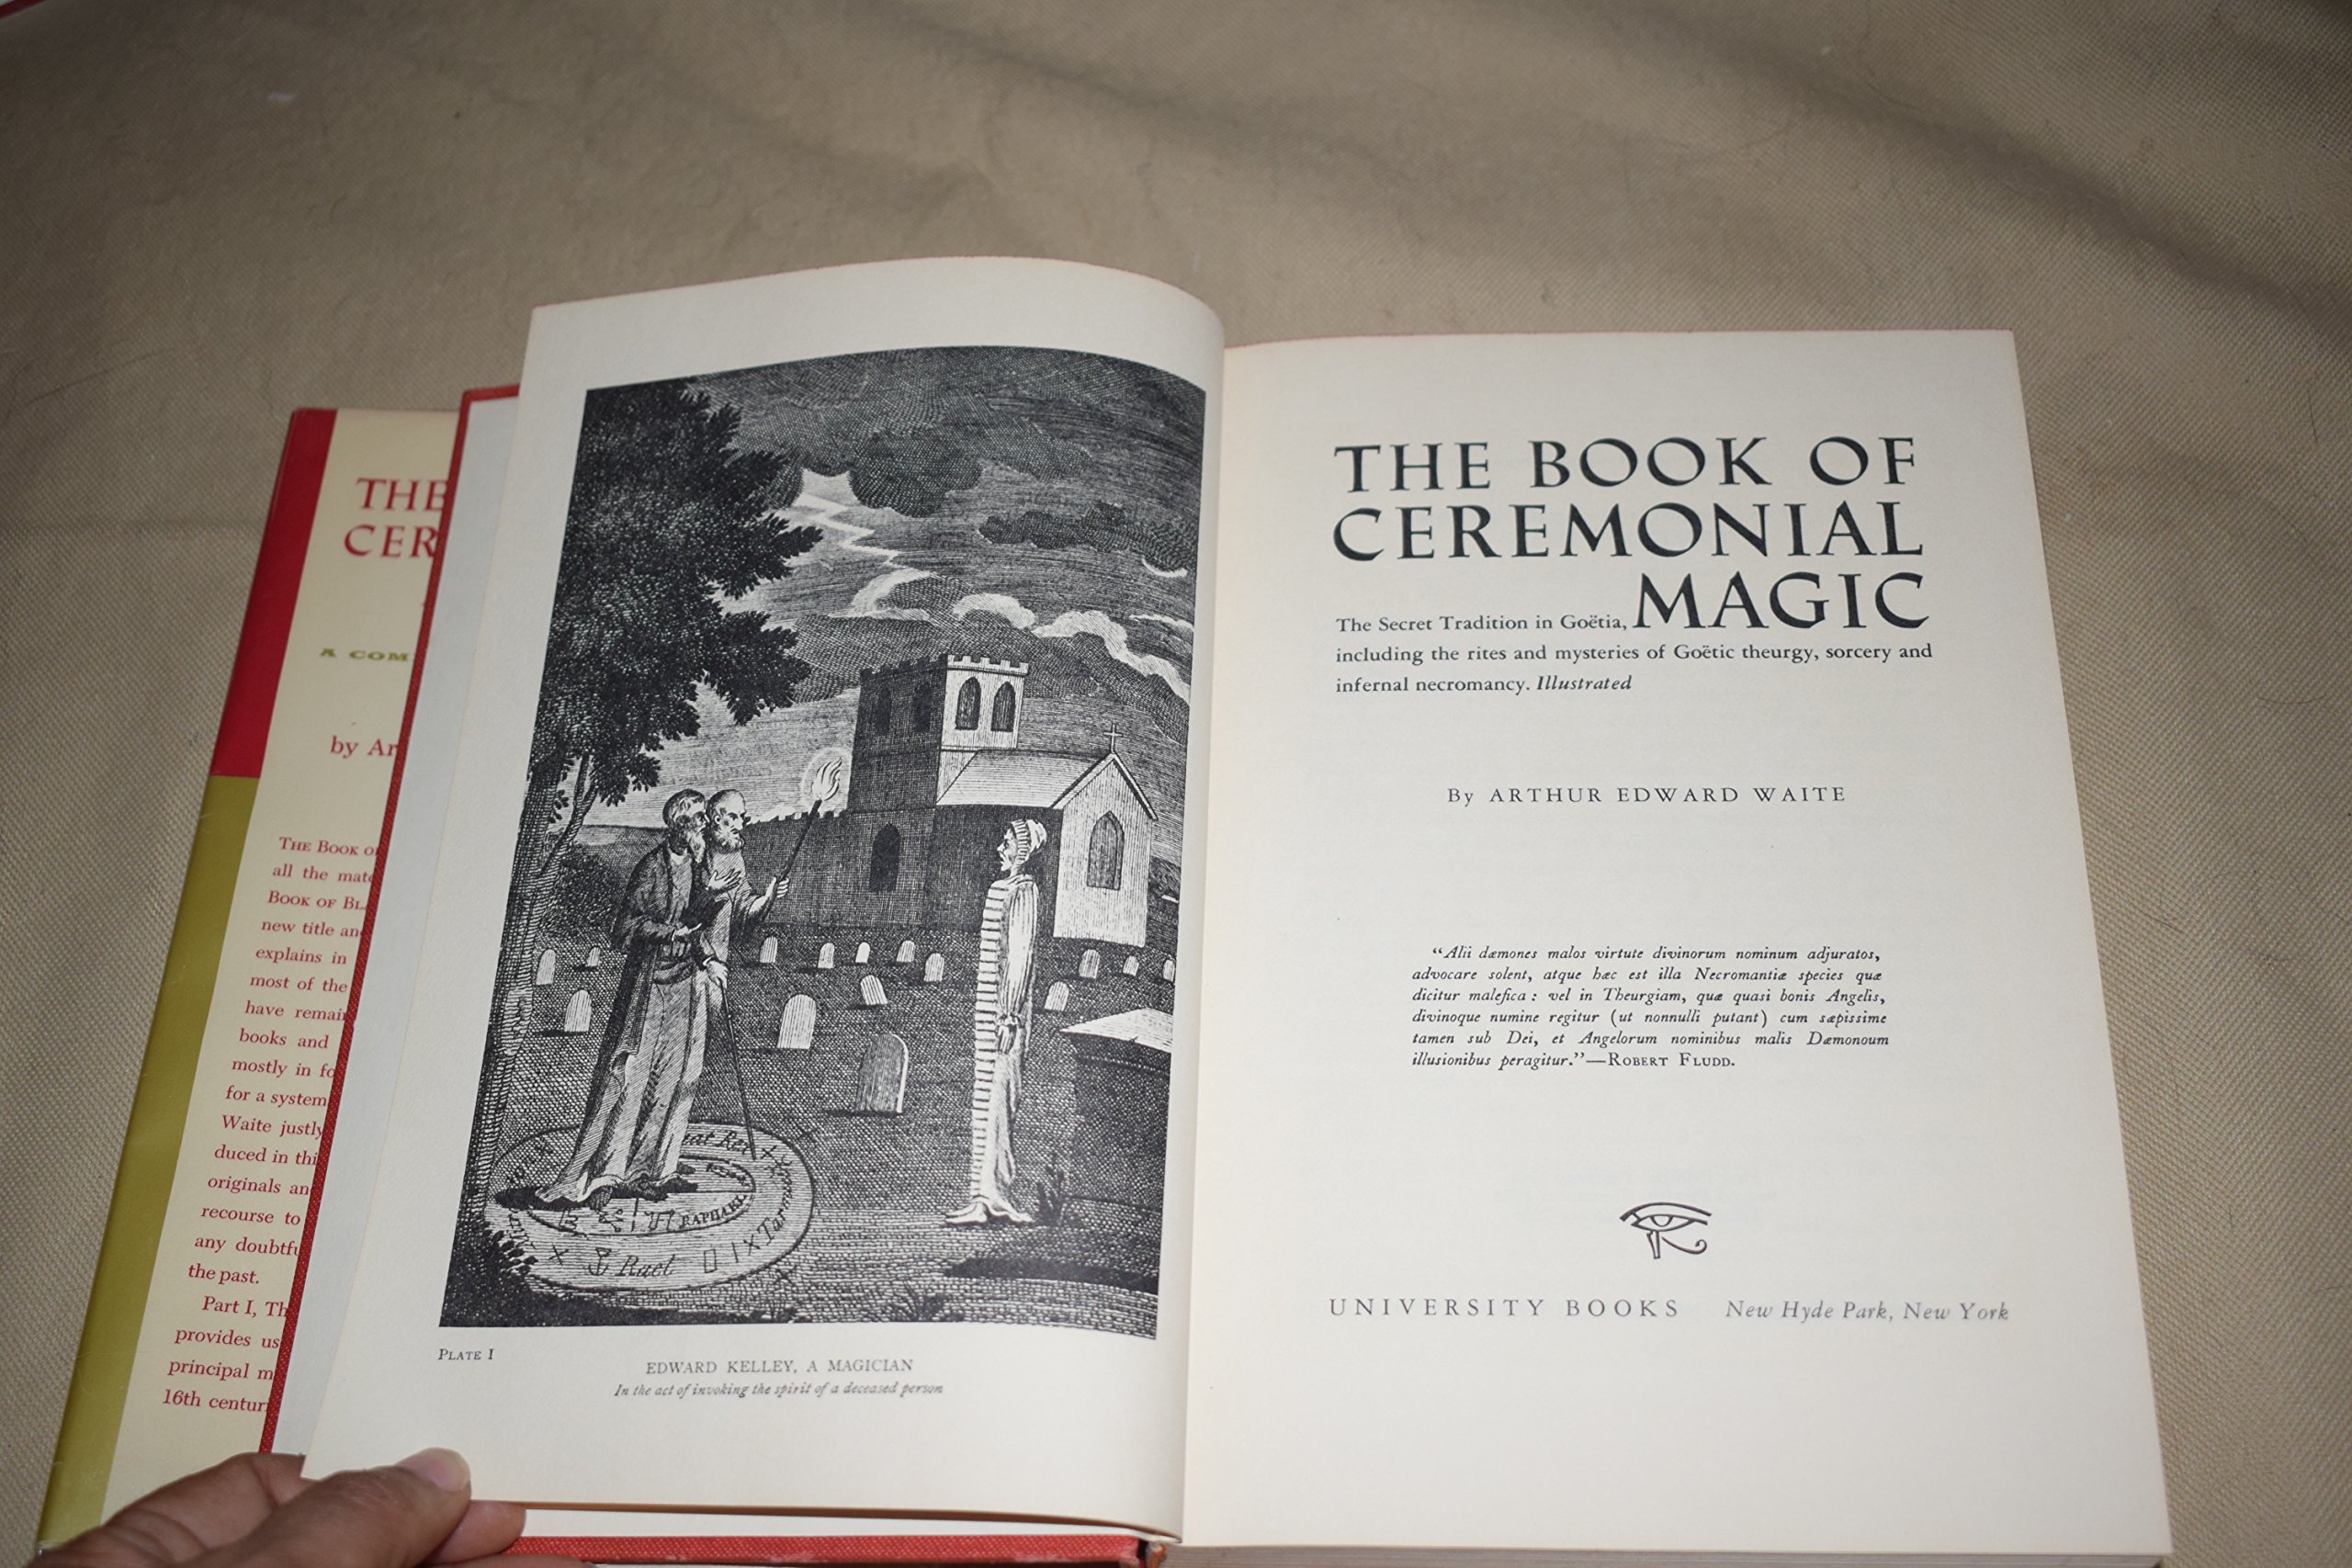 THE
CER
A COM
by Ar
THE BOOK O
all the mate
BOOK OF BL
new title an
explains in
most of the
have remain
books and
mostly in fo
for a system
Waite justly
duced in thi
originals an
recourse to
any doubtfu
the past.
Part I, Th
provides us
principal m
16th centur
RAPHAEL
Rael
PLATE I
EDWARD KELLEY, A MAGICIAN
In the act of invoking the spirit of a deceased person
THE BOOK OF
CEREMONIAL
MAGIC
The Secret Tradition in Goëtia,
including the rites and mysteries of Goëtic theurgy, sorcery and
infernal necromancy. Illustrated
By ARTHUR EDWARD WAITE
“Alii dæmones malos virtute divinorum nominum adjuratos,
advocare solent, atque hæc est illa Necromantiæ species quæ
dicitur malefica : vel in Theurgiam, quæ quasi bonis Angelis,
divinoque numine regitur (ut nonnulli putant) cum sæpissime
tamen sub Dei, et Angelorum nominibus malis Dæmonoum
illusionibus peragitur.”—ROBERT FLUDD.
UNIVERSITY BOOKS New Hyde Park, New York